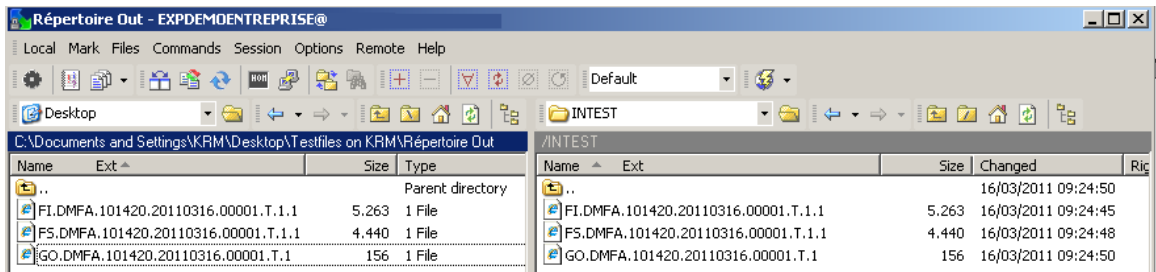 Répertoire Out - EXPDEMOENTREPRISE@
Local Mark Files Commands Session Options Remote Help
Default
Desktop
INTEST
C:\Documents and Settings\KRM\Desktop\Testfiles on KRM\Répertoire Out
/INTEST
Name Ext Size Type
Name Ext Size Changed Rig
.. Parent directory
.. 16/03/2011 09:24:50
FI.DMFA.101420.20110316.00001.T.1.1 5.263 1 File
FI.DMFA.101420.20110316.00001.T.1.1 5.263 16/03/2011 09:24:45
FS.DMFA.101420.20110316.00001.T.1.1 4.440 1 File
FS.DMFA.101420.20110316.00001.T.1.1 4.440 16/03/2011 09:24:48
GO.DMFA.101420.20110316.00001.T.1 156 1 File
GO.DMFA.101420.20110316.00001.T.1 156 16/03/2011 09:24:50